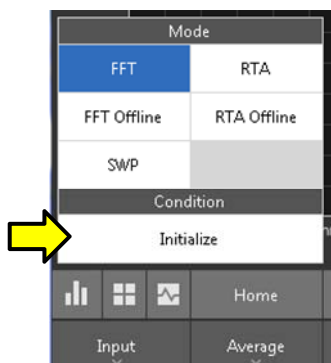 Mode
FFT RTA
FFT Offline RTA Offline
SWP
Condition
Initialize
Home
Input Average